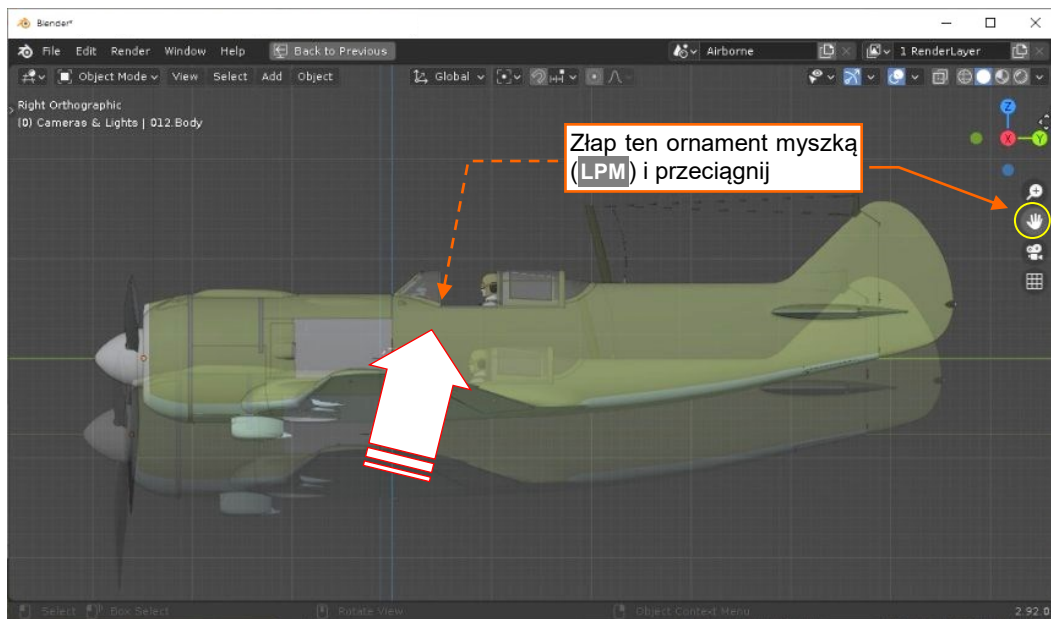 Blender*
File Edit Render Window Help Back to Previous Airborne 1 RenderLayer
Object Mode View Select Add Object Global
Right Orthographic
(0) Cameras & Lights | 012.Body
Z
X
Y
Złap ten ornament myszką
(LPM) i przeciągnij
Select Box Select Rotate View Object Context Menu 2.92.0